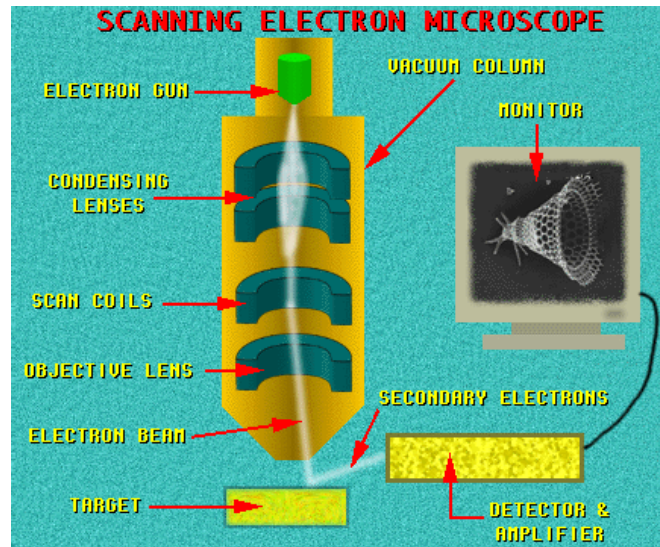 SCANNING ELECTRON MICROSCOPE
VACUUM COLUMN
ELECTRON GUN
MONITOR
CONDENSING
LENSES
SCAN COILS
OBJECTIVE LENS
SECONDARY ELECTRONS
ELECTRON BEAM
TARGET
DETECTOR &
AMPLIFIER